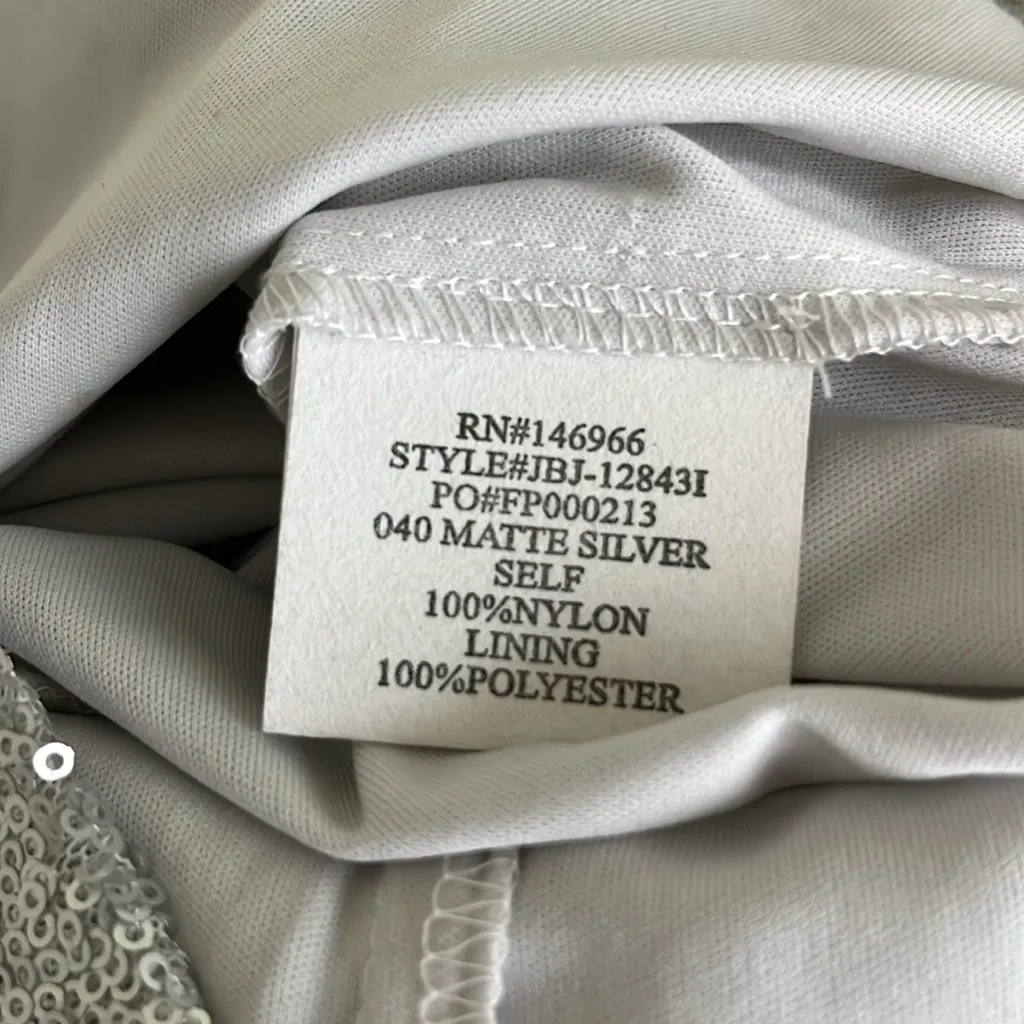 RN#146966
STYLE#JBJ-12843I
PO#FP000213
040 MATTE SILVER
SELF
100%NYLON
LINING
100%POLYESTER